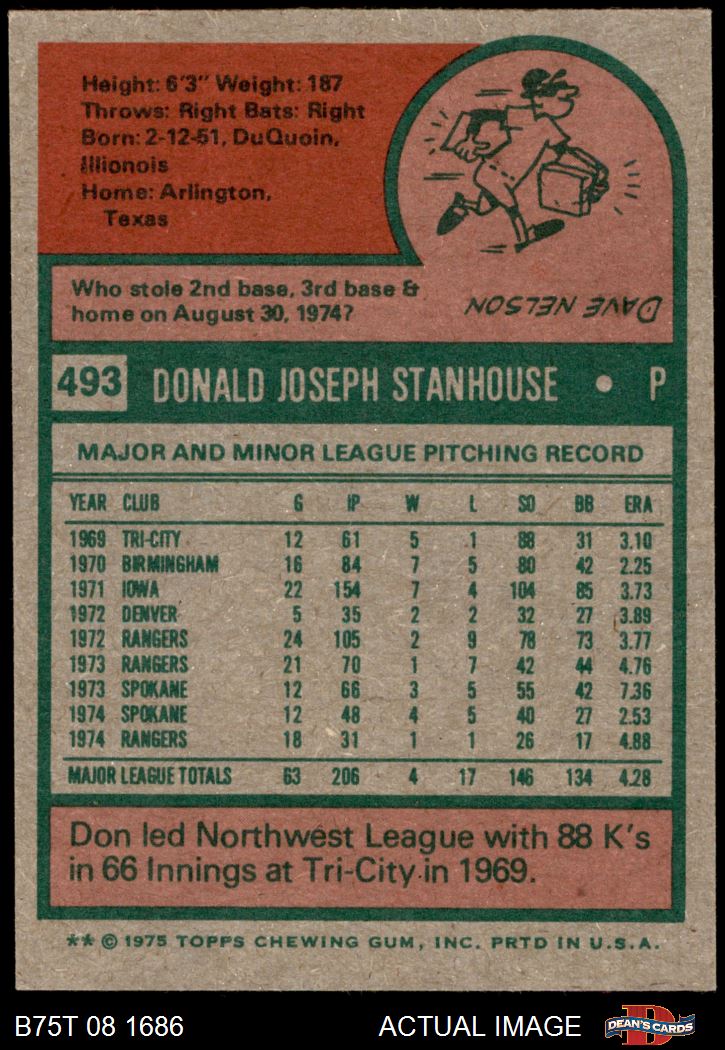 Height: 6'3" Weight: 187
Throws: Right Bats: Right
Born: 2-12-51, DuQuoin,
Illionois
Home: Arlington,
Texas
Who stole 2nd base, 3rd base &
home on August 30, 1974?
DAVE NELSON
493 DONALD JOSEPH STANHOUSE • P
MAJOR AND MINOR LEAGUE PITCHING RECORD
YEAR CLUB G IP W L SO BB ERA
1969 TRI-CITY 12 61 5 1 88 31 3.10
1970 BIRMINGHAM 16 84 7 5 80 42 2.25
1971 IOWA 22 154 7 4 104 85 3.73
1972 DENVER 5 35 2 2 32 27 3.89
1972 RANGERS 24 105 2 9 78 73 3.77
1973 RANGERS 21 70 1 7 42 44 4.76
1973 SPOKANE 12 66 3 5 55 42 7.36
1974 SPOKANE 12 48 4 5 40 27 2.53
1974 RANGERS 18 31 1 1 26 17 4.88
MAJOR LEAGUE TOTALS 63 206 4 17 146 134 4.28
Don led Northwest League with 88 K's
in 66 Innings at Tri-City in 1969.
** © 1975 TOPPS CHEWING GUM, INC. PRTD IN U.S.A.
B75T 08 1686 ACTUAL IMAGE D DEAN'S CARDS